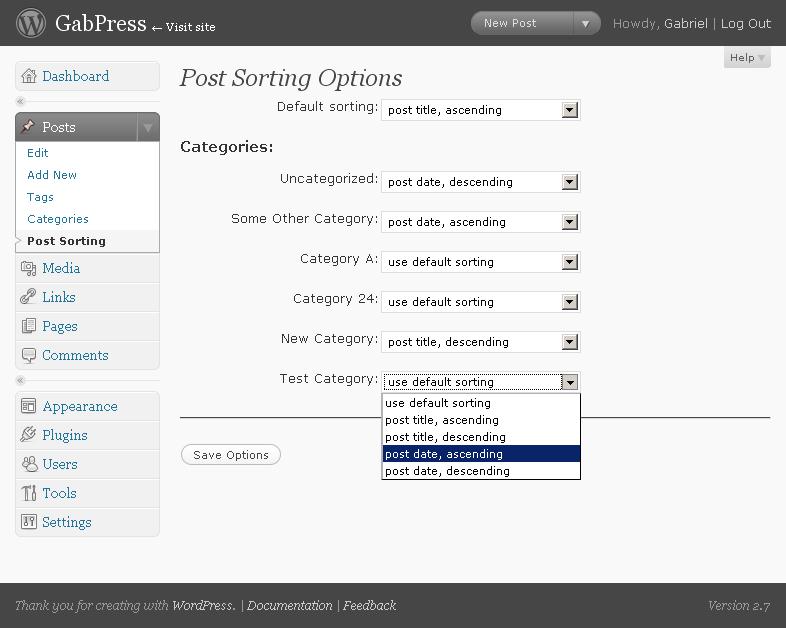 GabPress ← Visit site
New Post
Howdy, Gabriel | Log Out
Help
Dashboard
Posts
Edit
Add New
Tags
Categories
Post Sorting
Media
Links
Pages
Comments
Appearance
Plugins
Users
Tools
Settings
Post Sorting Options
Default sorting: post title, ascending
Categories:
Uncategorized: post date, descending
Some Other Category: post date, ascending
Category A: use default sorting
Category 24: use default sorting
New Category: post title, descending
Test Category: use default sorting
use default sorting
post title, ascending
post title, descending
post date, ascending
post date, descending
Save Options
Thank you for creating with WordPress. | Documentation | Feedback
Version 2.7